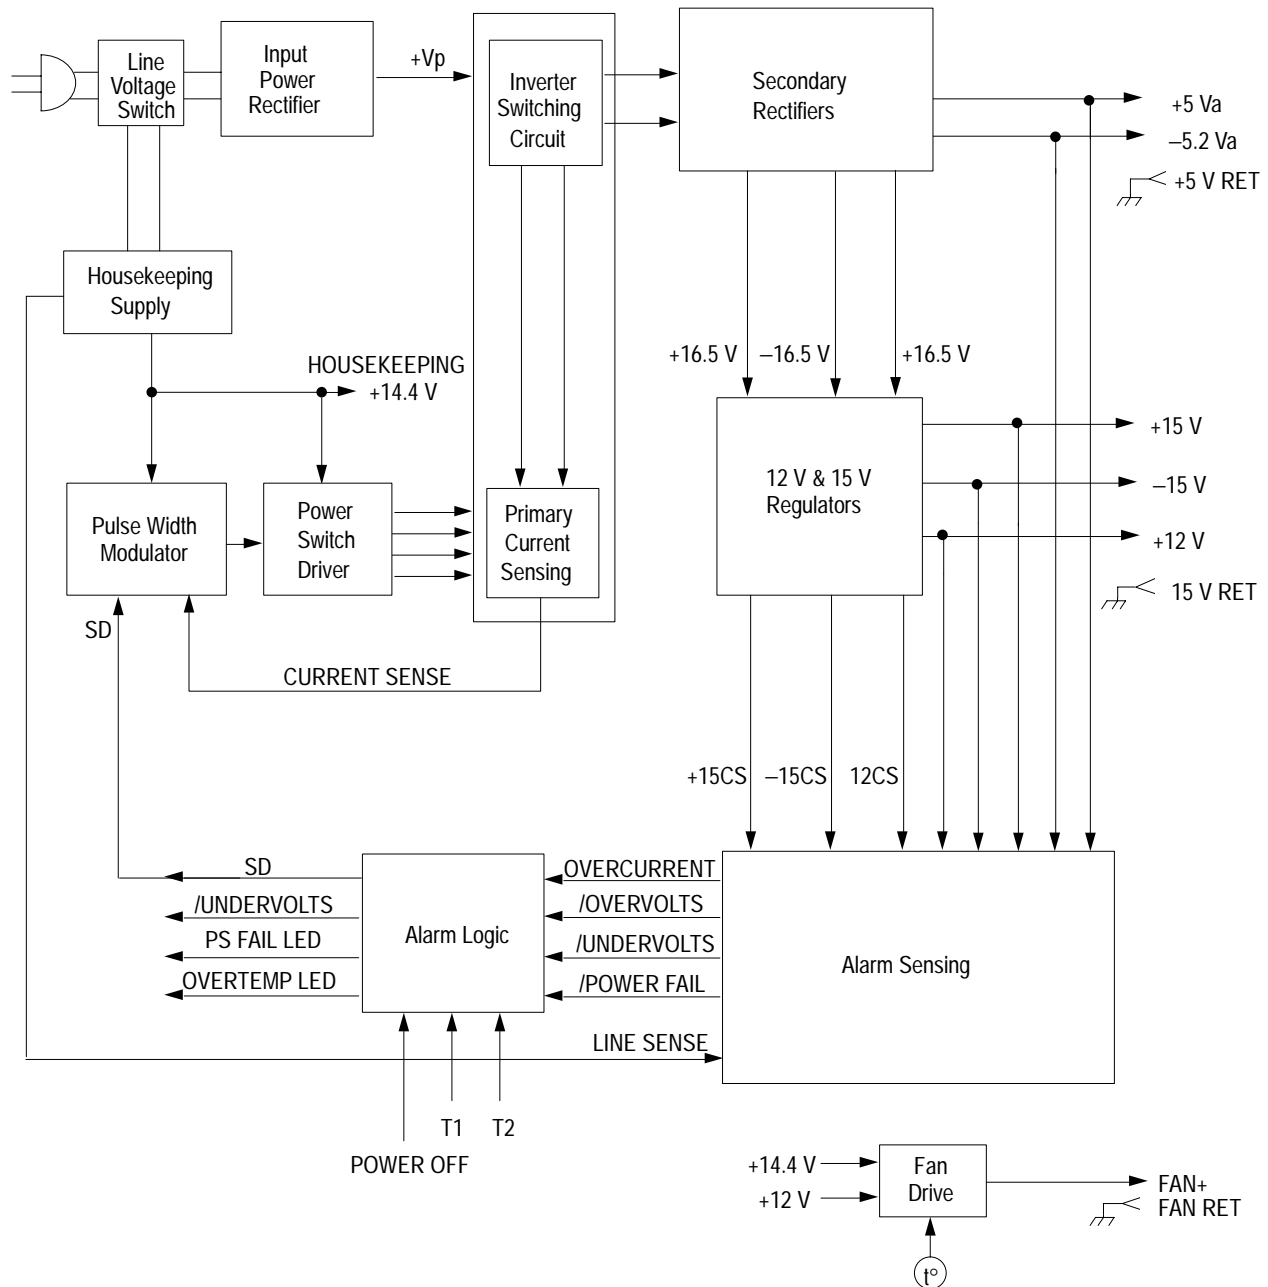 Line
Voltage
Switch
Input
Power
Rectifier
+Vp
Inverter
Switching
Circuit
Secondary
Rectifiers
+5 Va
–5.2 Va
+5 V RET
Housekeeping
Supply
HOUSEKEEPING
+14.4 V
+16.5 V
–16.5 V
+16.5 V
Pulse Width
Modulator
Power
Switch
Driver
Primary
Current
Sensing
12 V & 15 V
Regulators
+15 V
–15 V
+12 V
15 V RET
SD
CURRENT SENSE
+15CS
–15CS
12CS
SD
/UNDERVOLTS
PS FAIL LED
OVERTEMP LED
Alarm Logic
OVERCURRENT
/OVERVOLTS
/UNDERVOLTS
/POWER FAIL
LINE SENSE
Alarm Sensing
T1
T2
POWER OFF
+14.4 V
+12 V
Fan
Drive
FAN+
FAN RET
t°